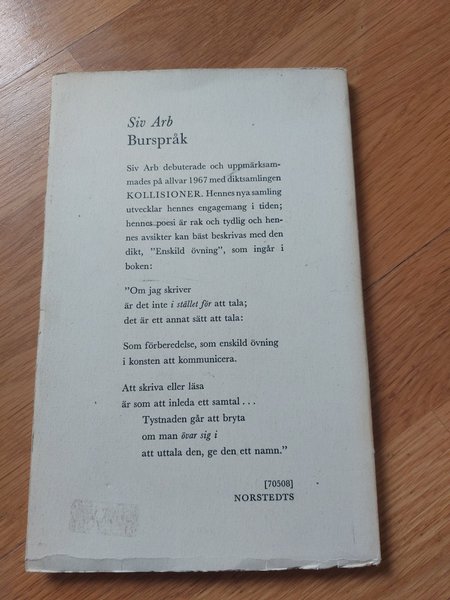 Siv Arb
Burspråk
Siv Arb debuterade och uppmärksam-
mades på allvar 1967 med diktsamlingen
KOLLISIONER. Hennes nya samling
utvecklar hennes engagemang i tiden;
hennes poesi är rak och tydlig och hen-
nes avsikter kan bäst beskrivas med den
dikt, "Enskild övning", som ingår i
boken:
"Om jag skriver
är det inte i stället för att tala;
det är ett annat sätt att tala:
Som förberedelse, som enskild övning
i konsten att kommunicera.
Att skriva eller läsa
är som att inleda ett samtal...
Tystnaden går att bryta
om man övar sig i
att uttala den, ge den ett namn."
[70508]
NORSTEDTS